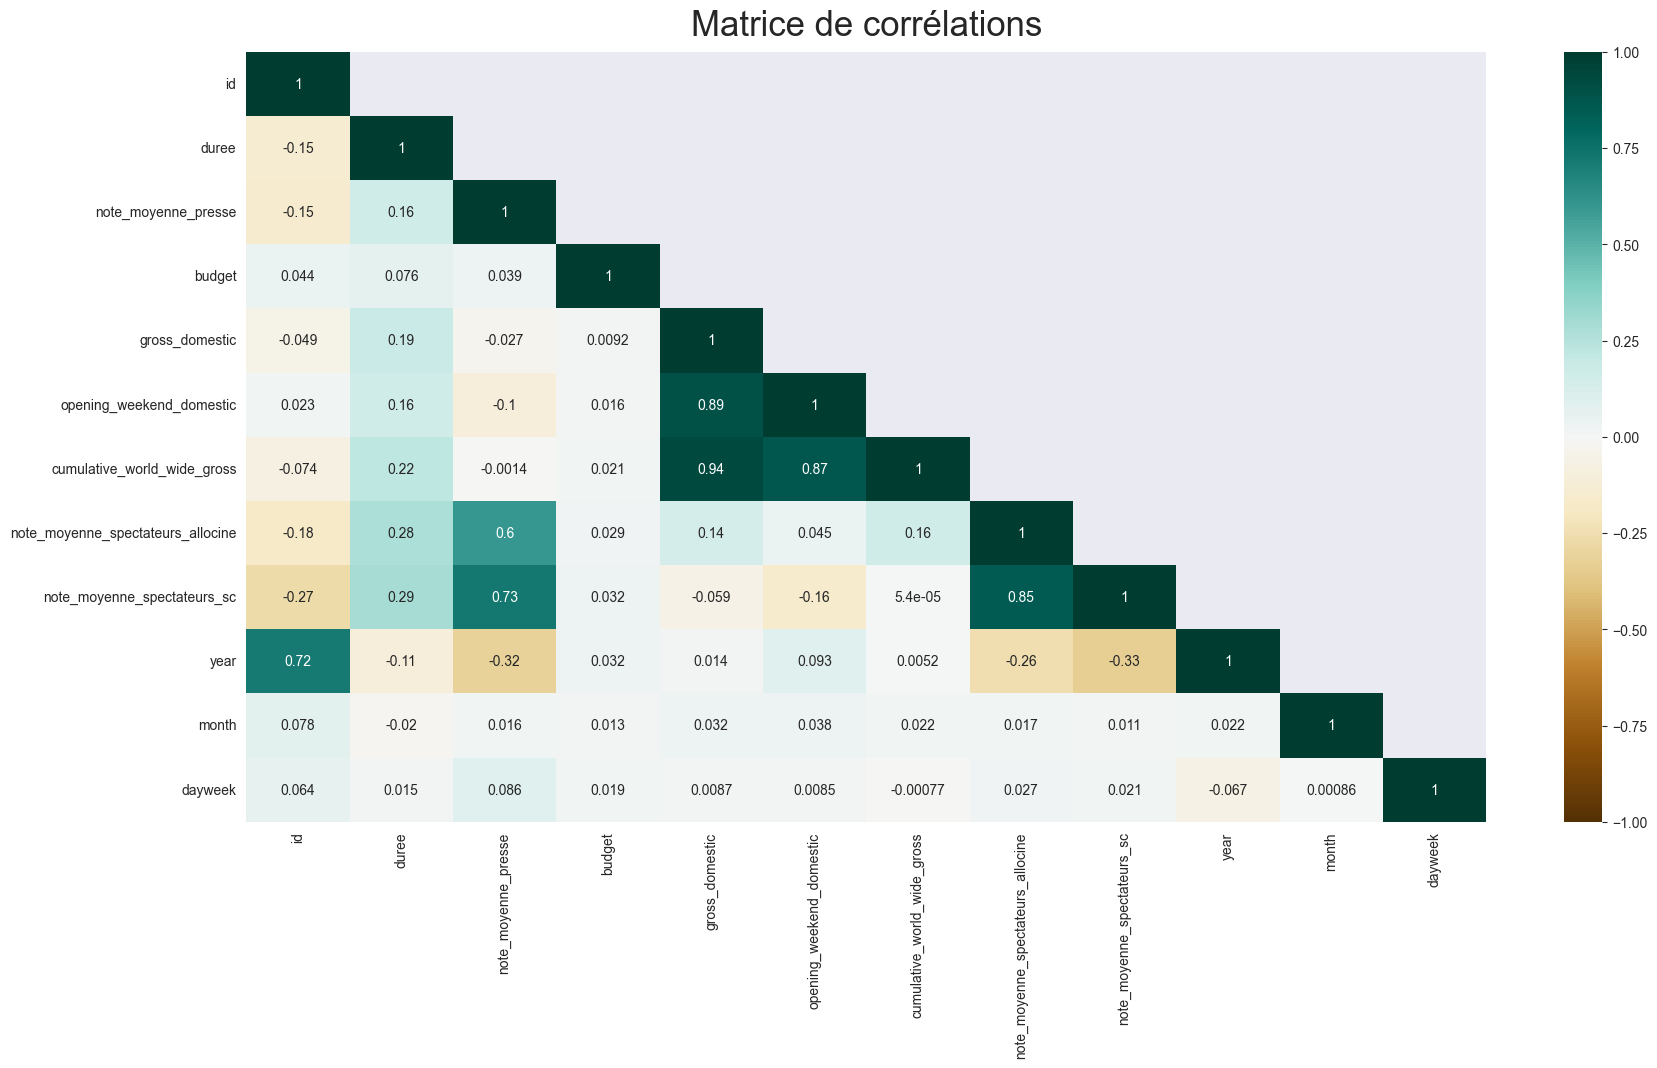 Matrice de corrélations
id 1
duree -0.15 1
note_moyenne_presse -0.15 0.16 1
budget 0.044 0.076 0.039 1
gross_domestic -0.049 0.19 -0.027 0.0092 1
opening_weekend_domestic 0.023 0.16 -0.1 0.016 0.89 1
cumulative_world_wide_gross -0.074 0.22 -0.0014 0.021 0.94 0.87 1
note_moyenne_spectateurs_allocine -0.18 0.28 0.6 0.029 0.14 0.045 0.16 1
note_moyenne_spectateurs_sc -0.27 0.29 0.73 0.032 -0.059 -0.16 5.4e-05 0.85 1
year 0.72 -0.11 -0.32 0.032 0.014 0.093 0.0052 -0.26 -0.33 1
month 0.078 -0.02 0.016 0.013 0.032 0.038 0.022 0.017 0.011 0.022 1
dayweek 0.064 0.015 0.086 0.019 0.0087 0.0085 -0.00077 0.027 0.021 -0.067 0.00086 1
id
duree
note_moyenne_presse
budget
gross_domestic
opening_weekend_domestic
cumulative_world_wide_gross
note_moyenne_spectateurs_allocine
note_moyenne_spectateurs_sc
year
month
dayweek
1.00
0.75
0.50
0.25
0.00
−0.25
−0.50
−0.75
−1.00